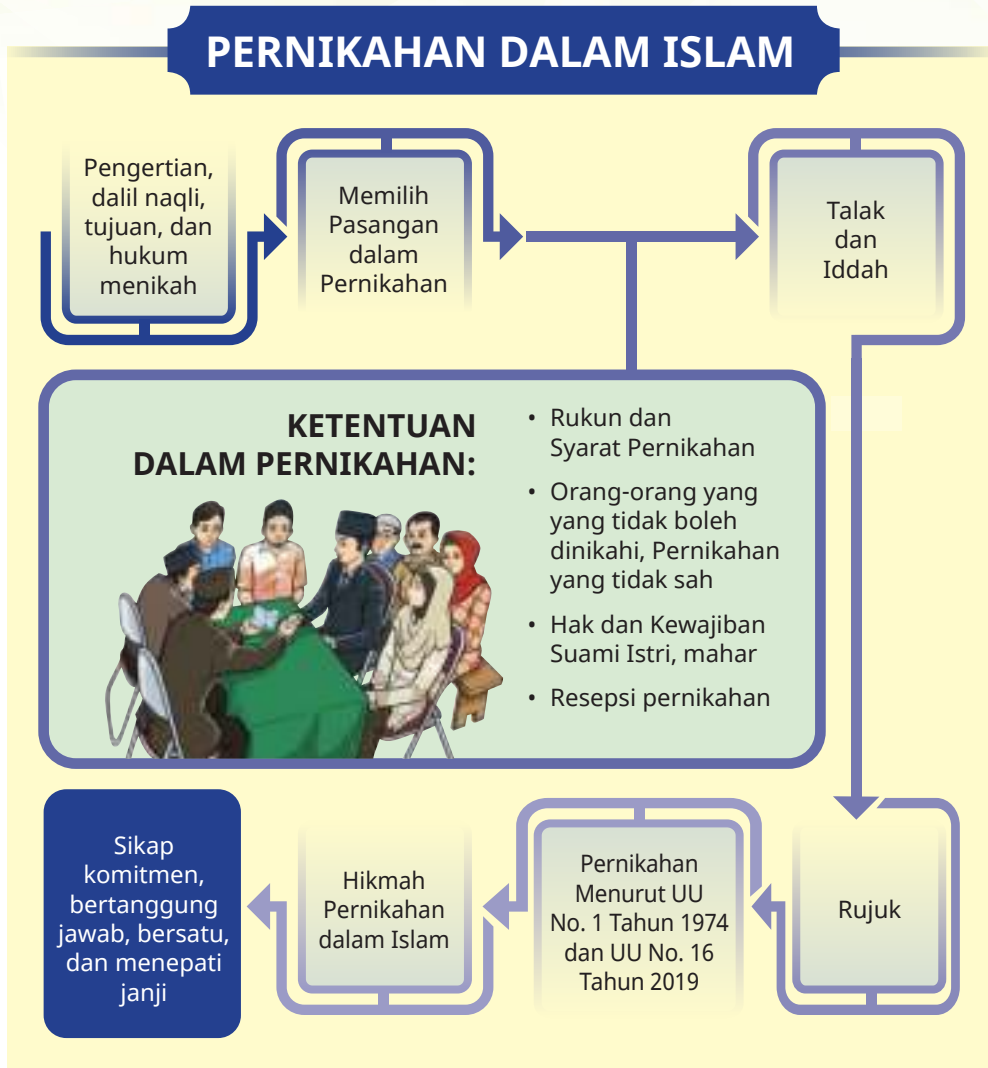 PERNIKAHAN DALAM ISLAM
Pengertian,
dalil naqli,
tujuan, dan
hukum
menikah
Memilih
Pasangan
dalam
Pernikahan
Talak
dan
Iddah
KETENTUAN
DALAM PERNIKAHAN:
• Rukun dan
Syarat Pernikahan
• Orang-orang yang
yang tidak boleh
dinikahi, Pernikahan
yang tidak sah
• Hak dan Kewajiban
Suami Istri, mahar
• Resepsi pernikahan
Rujuk
Pernikahan
Menurut UU
No. 1 Tahun 1974
dan UU No. 16
Tahun 2019
Hikmah
Pernikahan
dalam Islam
Sikap
komitmen,
bertanggung
jawab, bersatu,
dan menepati
janji